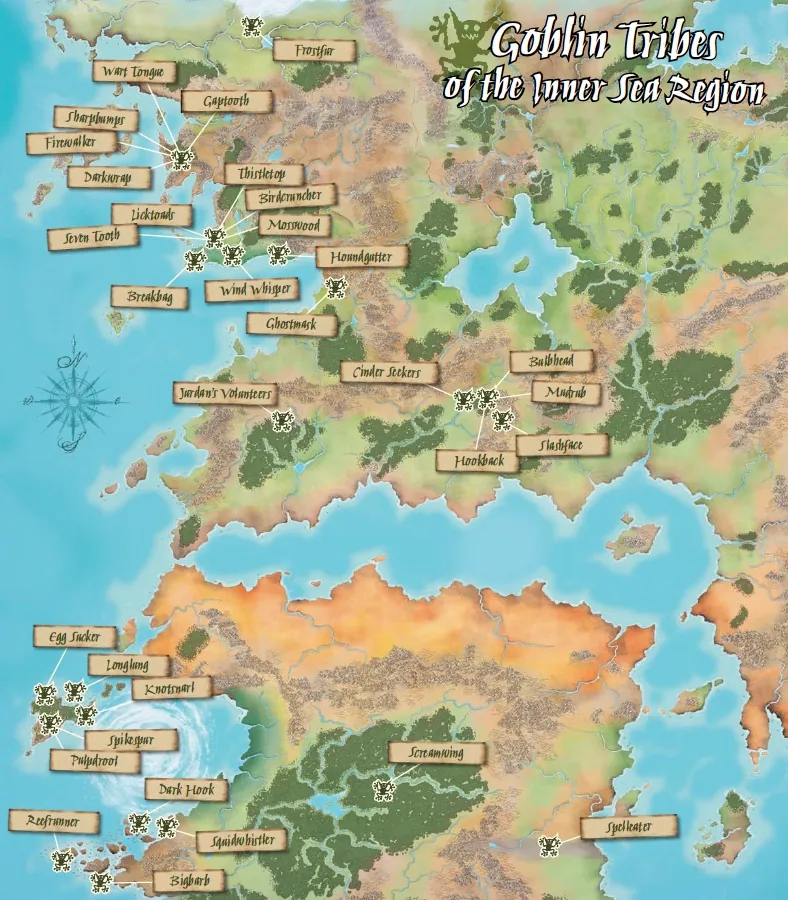 Goblin Tribes
of the Inner Sea Region
Frostfur
Wart Tongue
Gaptooth
Sharpbumps
Firewalker
Darkwrap
Thistletop
Birdcruncher
Licktoads
Mosswood
Seven Tooth
Houndgutter
Wind Whisper
Breakbag
Ghostmask
N
Bulbhead
Cinder Seekers
Mudrub
Jurdan's Volunteers
e
S
Slashface
Hookback
Egg Sucker
Longlung
Knotsnarl
Spikespur
Pulpdroot
Screamwing
Dark Hook
Reefrunner
Spelleater
Squidwhistler
Bigbarb